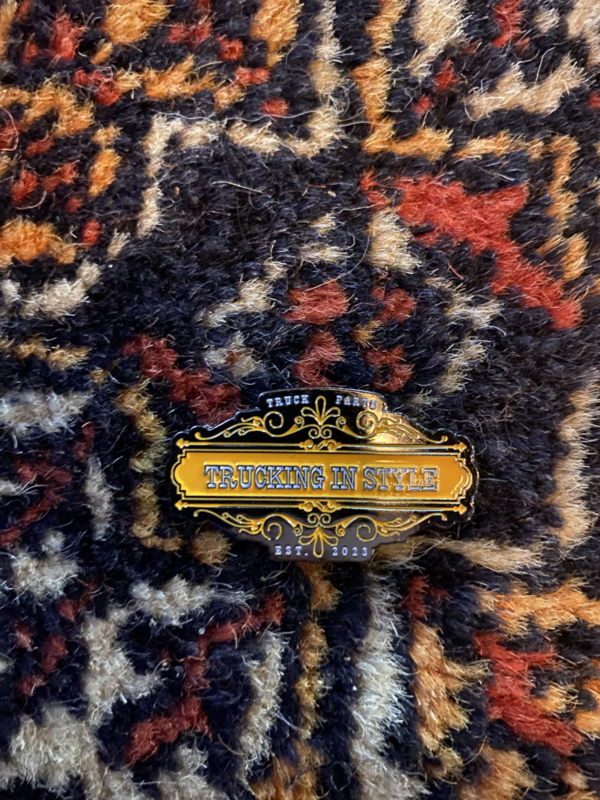 TRUCK PARTS
TRUCKING IN STYLE
EST. 2023